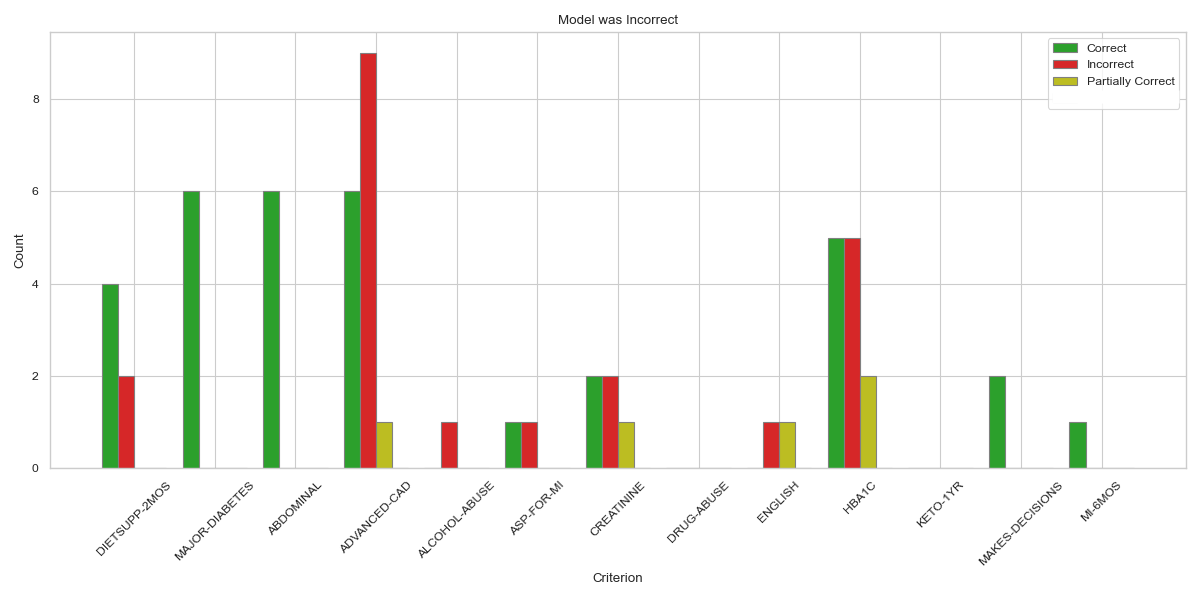 Model was Incorrect
Correct
Incorrect
Partially Correct
Count
8
6
4
2
0
DIETSUPP-2MOS
MAJOR-DIABETES
ABDOMINAL
ADVANCED-CAD
ALCOHOL-ABUSE
ASP-FOR-MI
CREATININE
DRUG-ABUSE
ENGLISH
HBA1C
KETO-1YR
MAKES-DECISIONS
MI-6MOS
Criterion